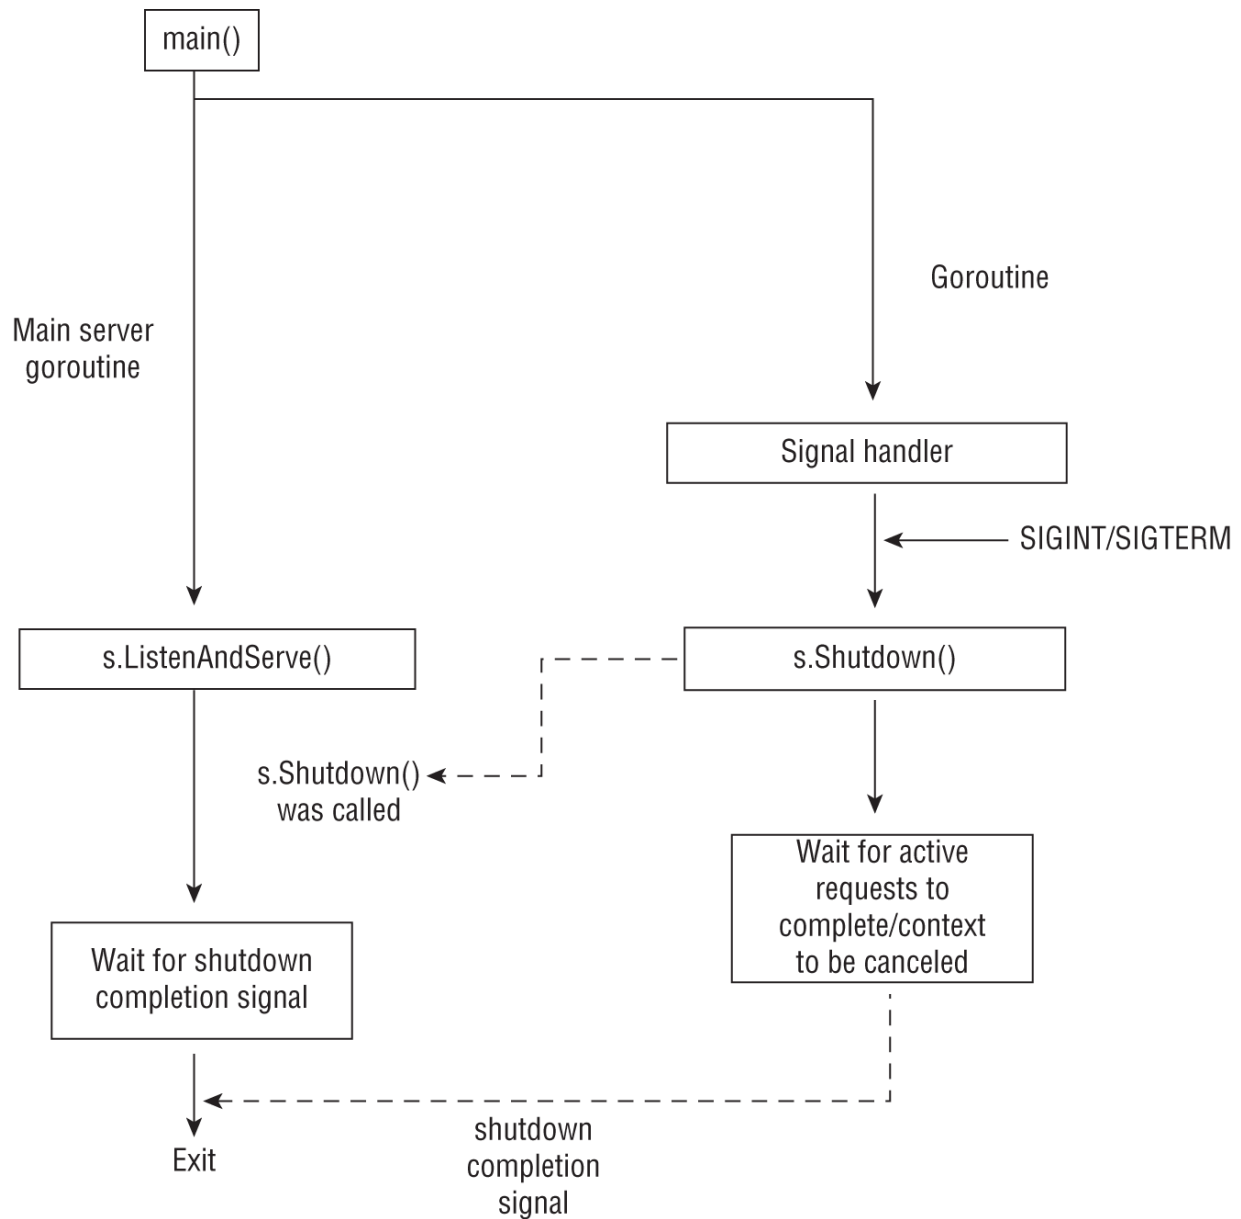 main()
Goroutine
Main server
goroutine
Signal handler
SIGINT/SIGTERM
s.ListenAndServe()
s.Shutdown()
s.Shutdown()
was called
Wait for active
requests to
complete/context
to be canceled
Wait for shutdown
completion signal
shutdown
completion
signal
Exit